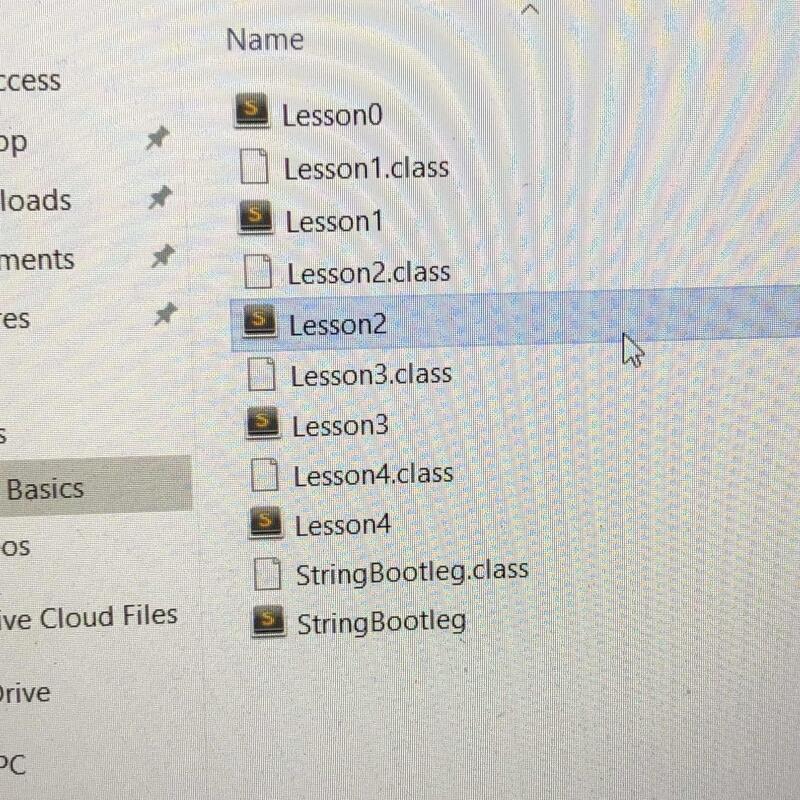 Name
ccess
op
loads
ments
res
s
Basics
os
ive Cloud Files
Drive
PC
Lesson0
Lesson1.class
Lesson1
Lesson2.class
Lesson2
Lesson3.class
Lesson3
Lesson4.class
Lesson4
StringBootleg.class
StringBootleg